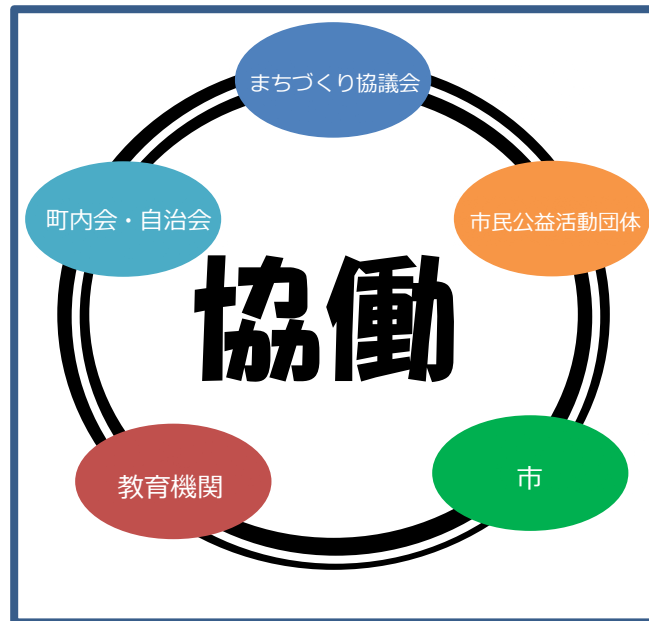 まちづくり協議会
町内会・自治会
市民公益活動団体
協働
教育機関
市